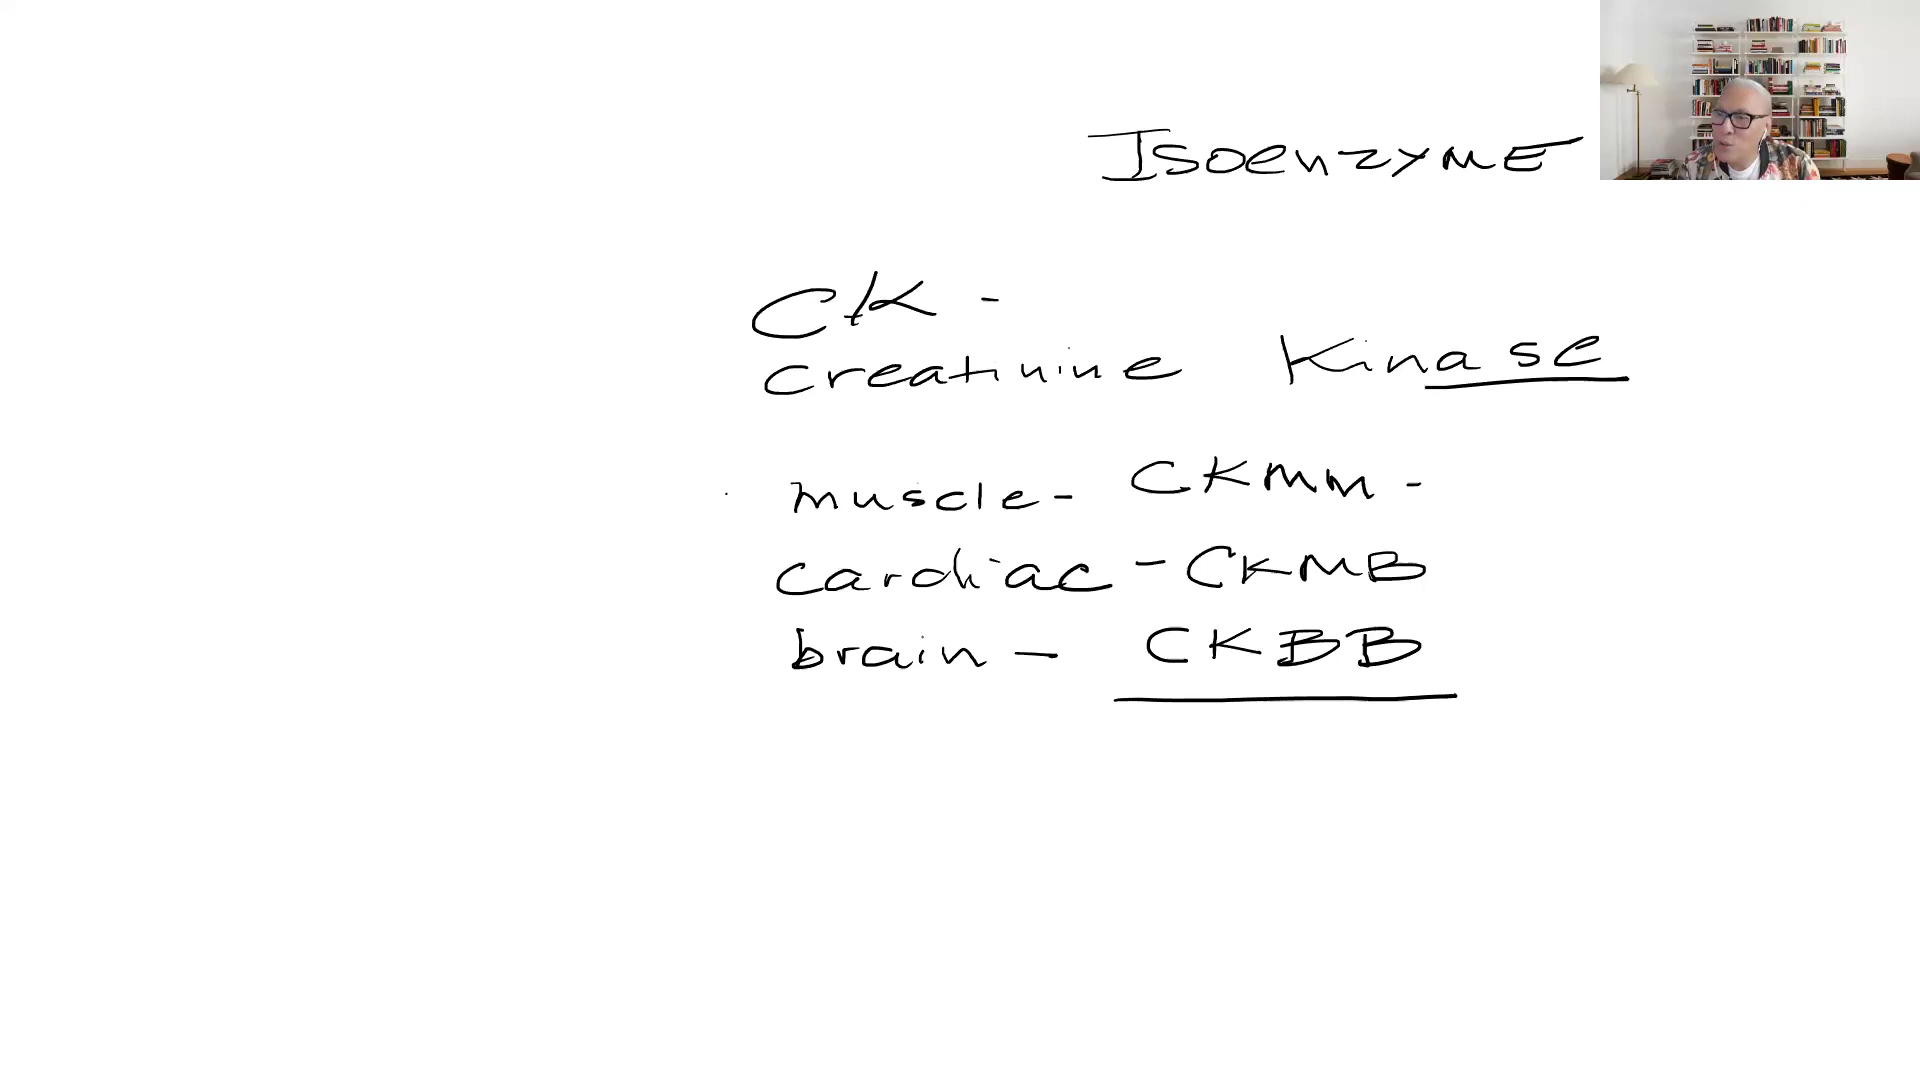 IsoenzymE
CK -
creatinine Kinase
muscle - CKMM -
cardiac - CKMB
brain - CKBB